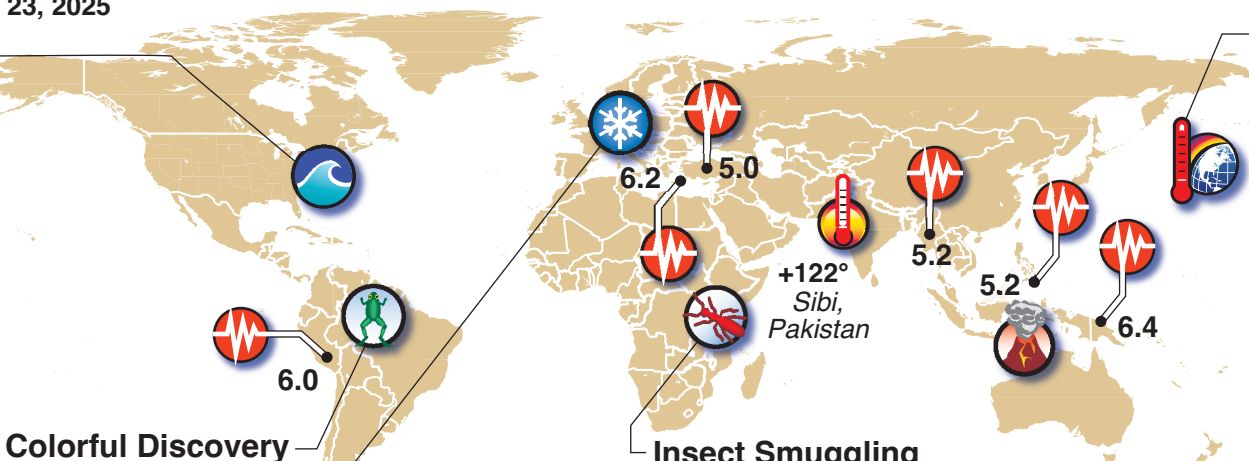 23, 2025
6.2
5.0
+122°
Sibi,
Pakistan
5.2
5.2
6.4
6.0
Colorful Discovery
Insect Smuggling